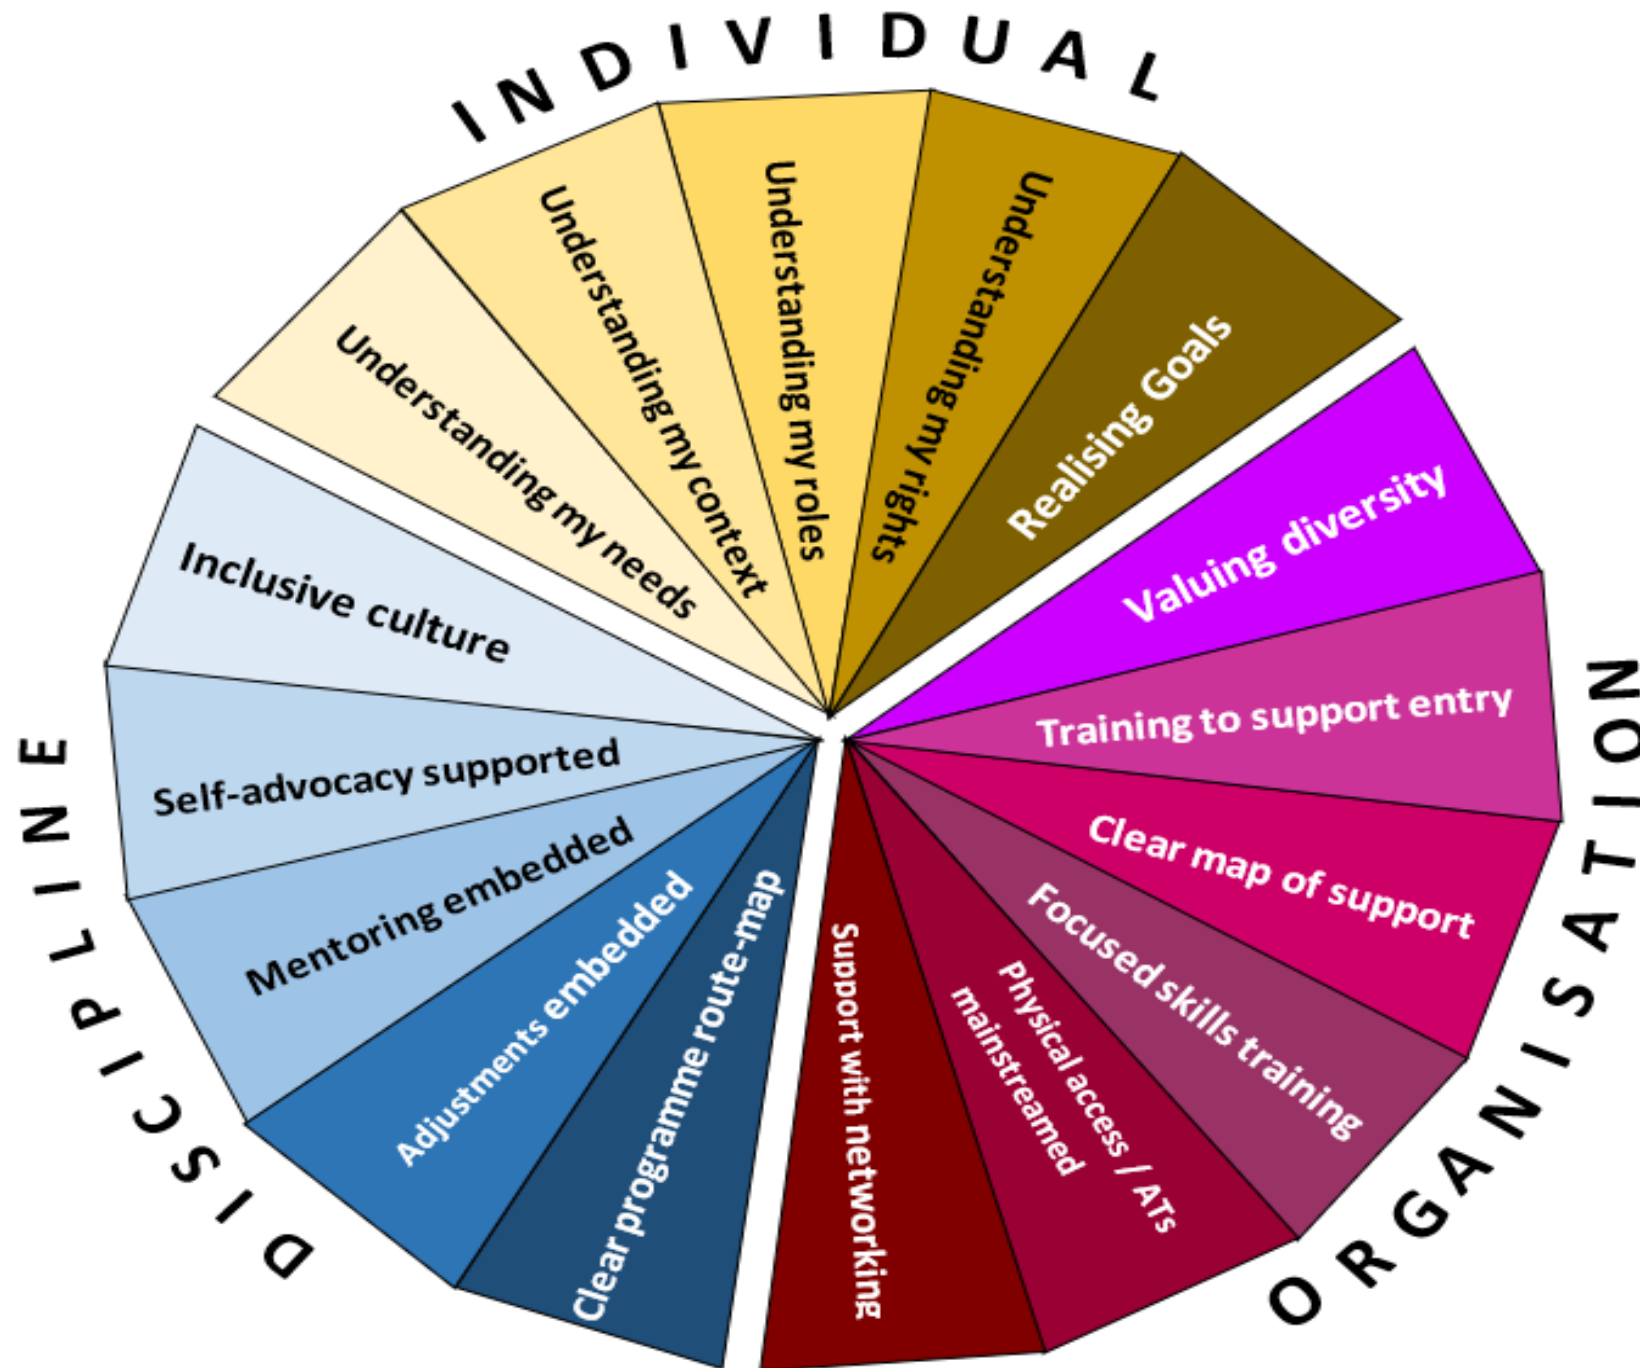 INDIVIDUAL
Understanding my needs
Understanding my context
Understanding my roles
Understanding my rights
Realising Goals
ORGANISATION
Valuing diversity
Training to support entry
Clear map of support
Focused skills training
Physical access / ATs
mainstreamed
Support with networking
DISCIPLINE
Inclusive culture
Self-advocacy supported
Mentoring embedded
Adjustments embedded
Clear programme route-map